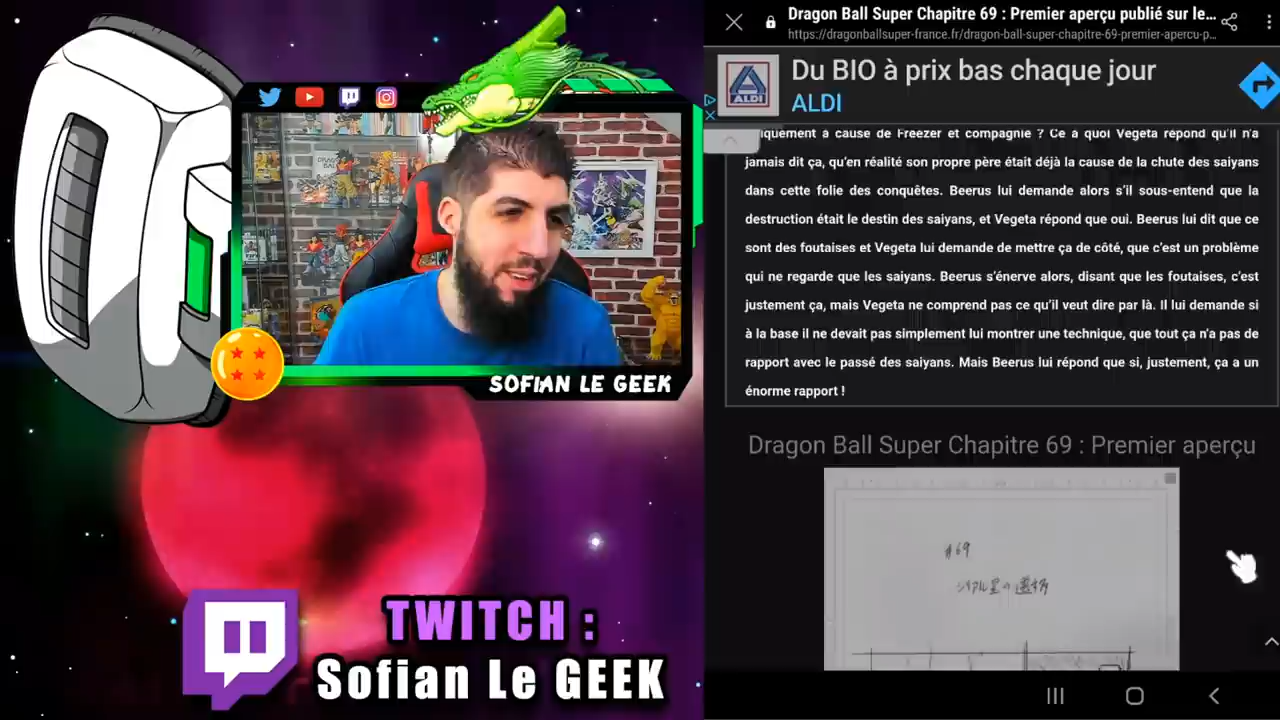 Dragon Ball Super Chapitre 69 : Premier aperçu publié sur le...
https://dragonballsuper-france.fr/dragon-ball-super-chapitre-69-premier-apercu-p...
Du BIO à prix bas chaque jour
ALDI
ALDI
iquement à cause de Freezer et compagnie ? Ce à quoi Vegeta répond qu'il n'a
jamais dit ça, qu'en réalité son propre père était déjà la cause de la chute des saiyans
dans cette folie des conquêtes. Beerus lui demande alors s'il sous-entend que la
destruction était le destin des saiyans, et Vegeta répond que oui. Beerus lui dit que ce
sont des foutaises et Vegeta lui demande de mettre ça de côté, que c'est un problème
qui ne regarde que les saiyans. Beerus s'énerve alors, disant que les foutaises, c'est
justement ça, mais Vegeta ne comprend pas ce qu'il veut dire par là. Il lui demande si
à la base il ne devait pas simplement lui montrer une technique, que tout ça n'a pas de
rapport avec le passé des saiyans. Mais Beerus lui répond que si, justement, ça a un
énorme rapport !
Dragon Ball Super Chapitre 69 : Premier aperçu
#69
SOFIAN LE GEEK
TWITCH :
Sofian Le GEEK